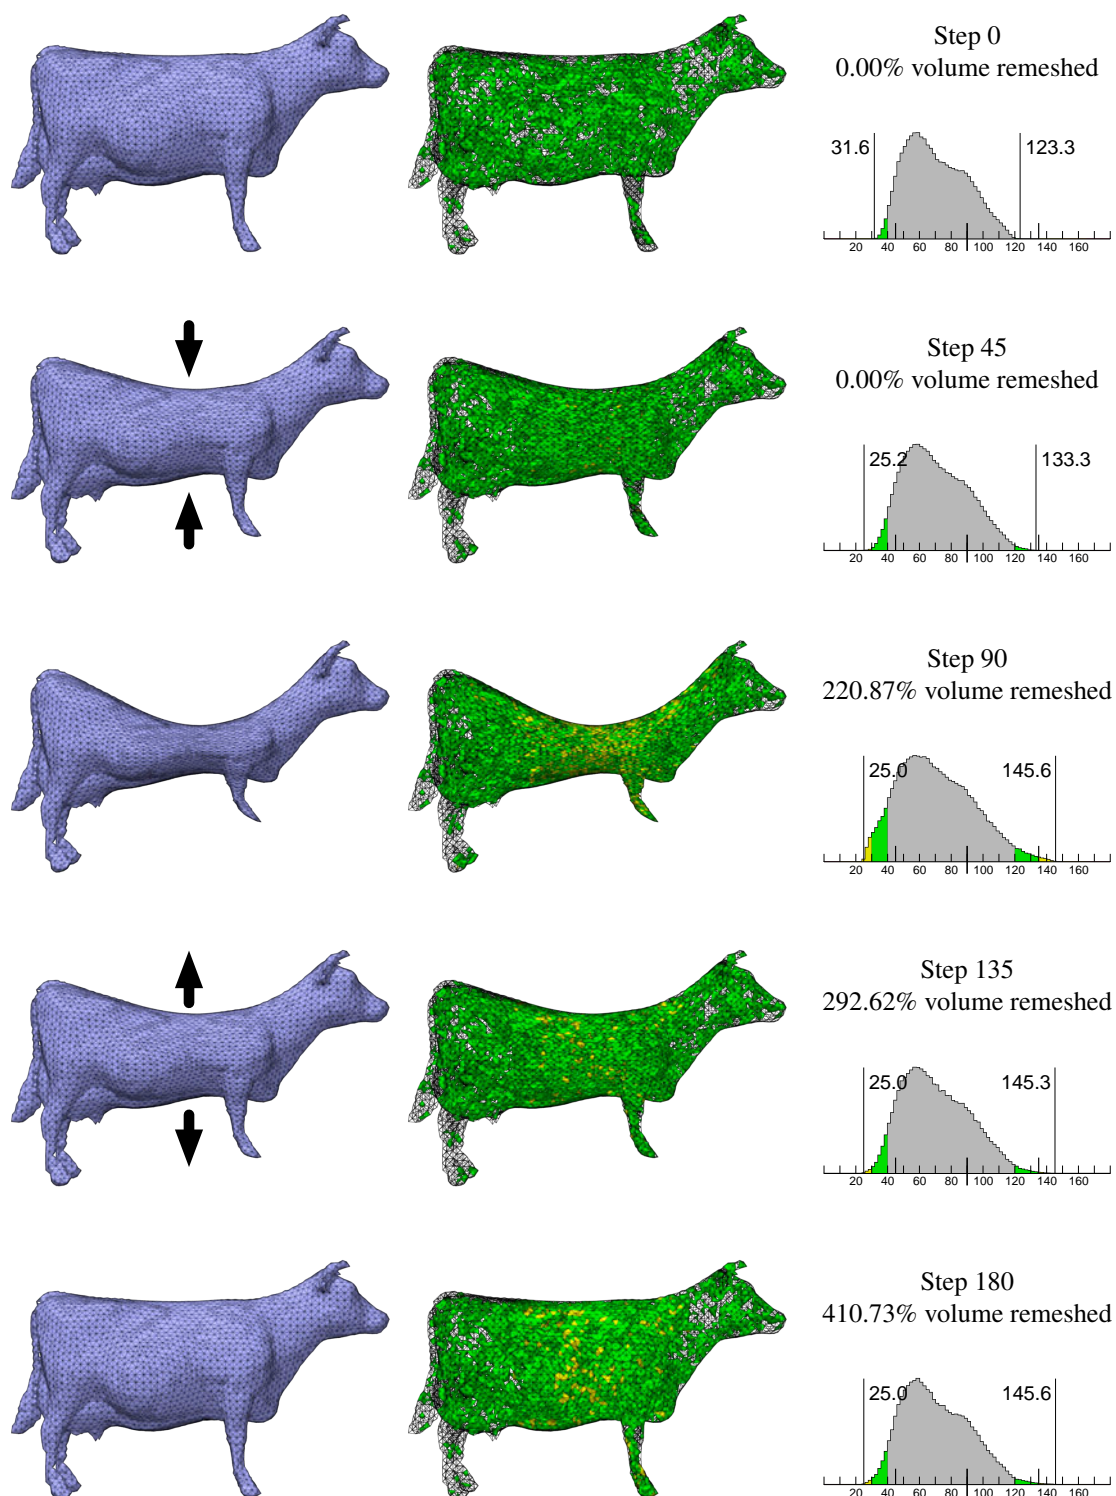 Step 0
0.00% volume remeshed
31.6 123.3
20 40 60 80 100 120 140 160
Step 45
0.00% volume remeshed
25.2 133.3
20 40 60 80 100 120 140 160
Step 90
220.87% volume remeshed
25.0 145.6
20 40 60 80 100 120 140 160
Step 135
292.62% volume remeshed
25.0 145.3
20 40 60 80 100 120 140 160
Step 180
410.73% volume remeshed
25.0 145.6
20 40 60 80 100 120 140 160